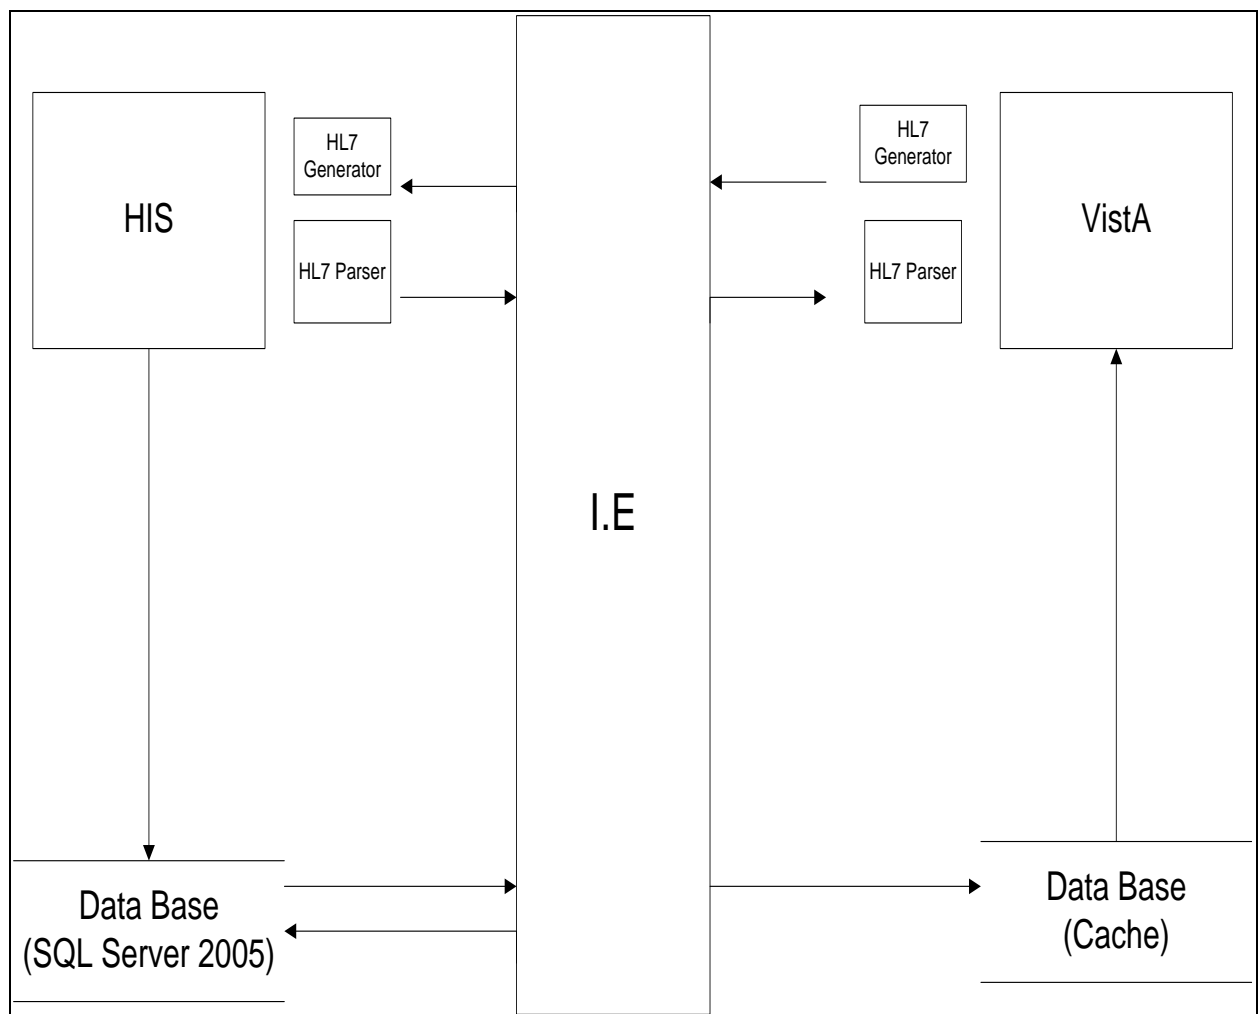 HIS
HL7
Generator
HL7 Parser
I.E
HL7
Generator
HL7 Parser
VistA
Data Base
(SQL Server 2005)
Data Base
(Cache)